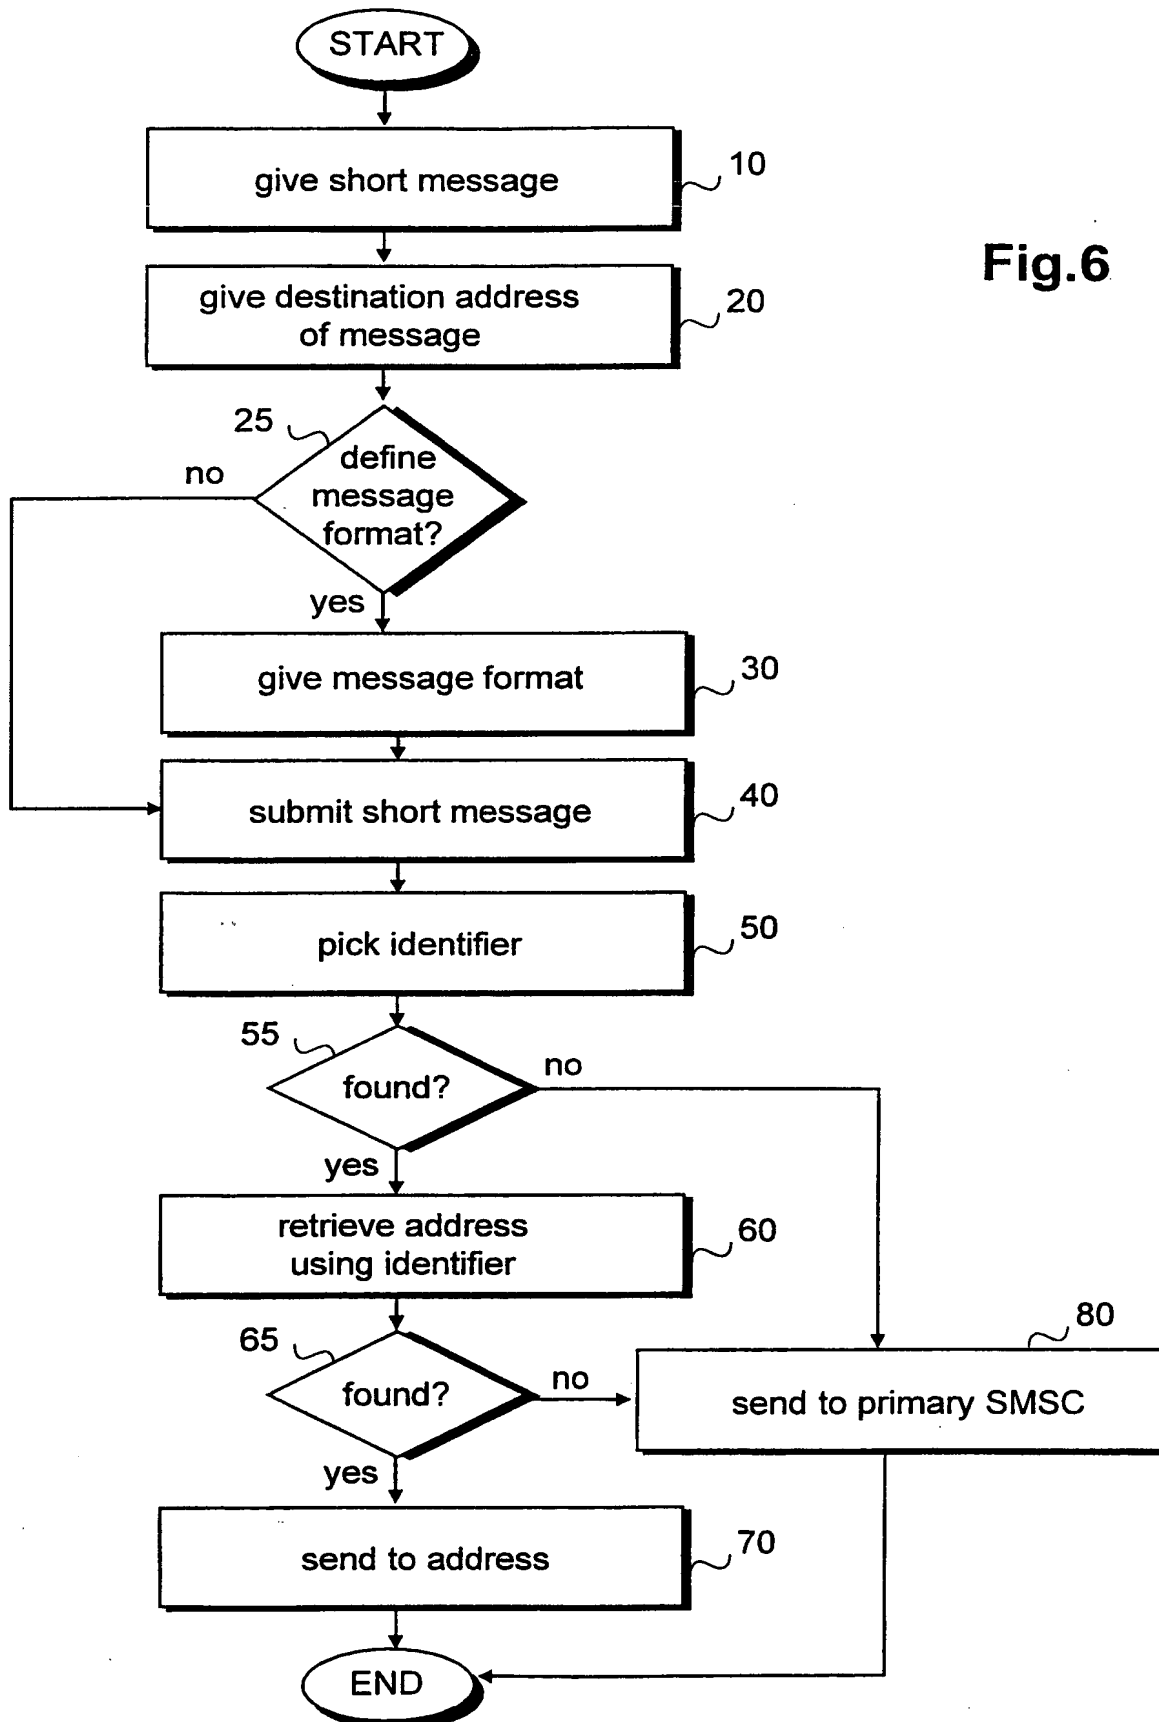 START
give short message
10
Fig.6
give destination address
of message
20
25
define
message
format?
no
yes
give message format
30
submit short message
40
pick identifier
50
55
found?
no
yes
retrieve address
using identifier
60
65
found?
no
80
send to primary SMSC
yes
send to address
70
END